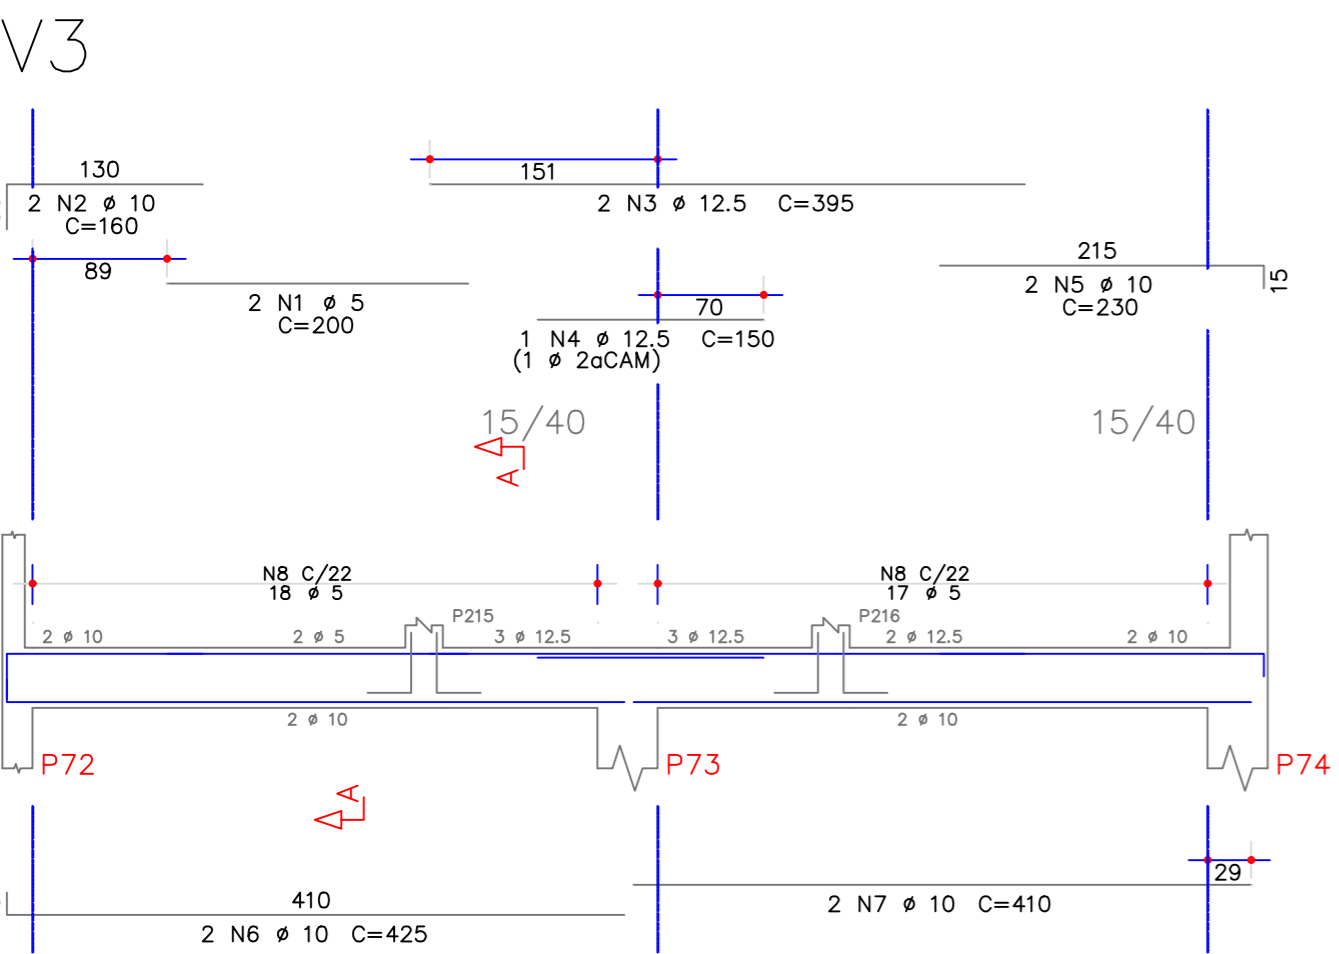 V3
151
130
2 N2 ø 10
C=160
2 N3 ø 12.5 C=395
89
215
15
2 N5 ø 10
C=230
2 N1 ø 5
C=200
70
1 N4 ø 12.5 C=150
(1 ø 2aCAM)
15/40
15/40
A
N8 C/22
18 ø 5
N8 C/22
17 ø 5
P215
P216
2 ø 10
2 ø 5
3 ø 12.5
3 ø 12.5
2 ø 12.5
2 ø 10
2 ø 10
2 ø 10
P72
P73
P74
A
29
410
2 N6 ø 10 C=425
2 N7 ø 10 C=410